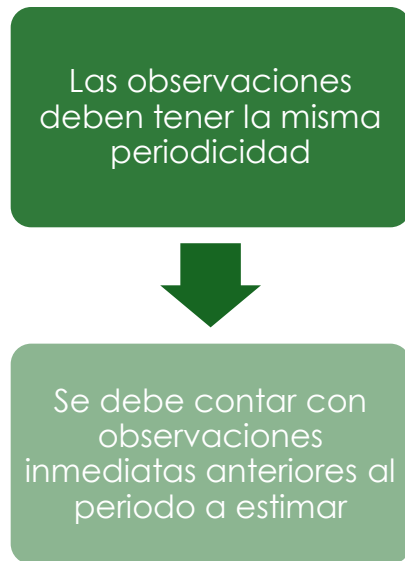 Las observaciones
deben tener la misma
periodicidad
Se debe contar con
observaciones
inmediatas anteriores al
periodo a estimar